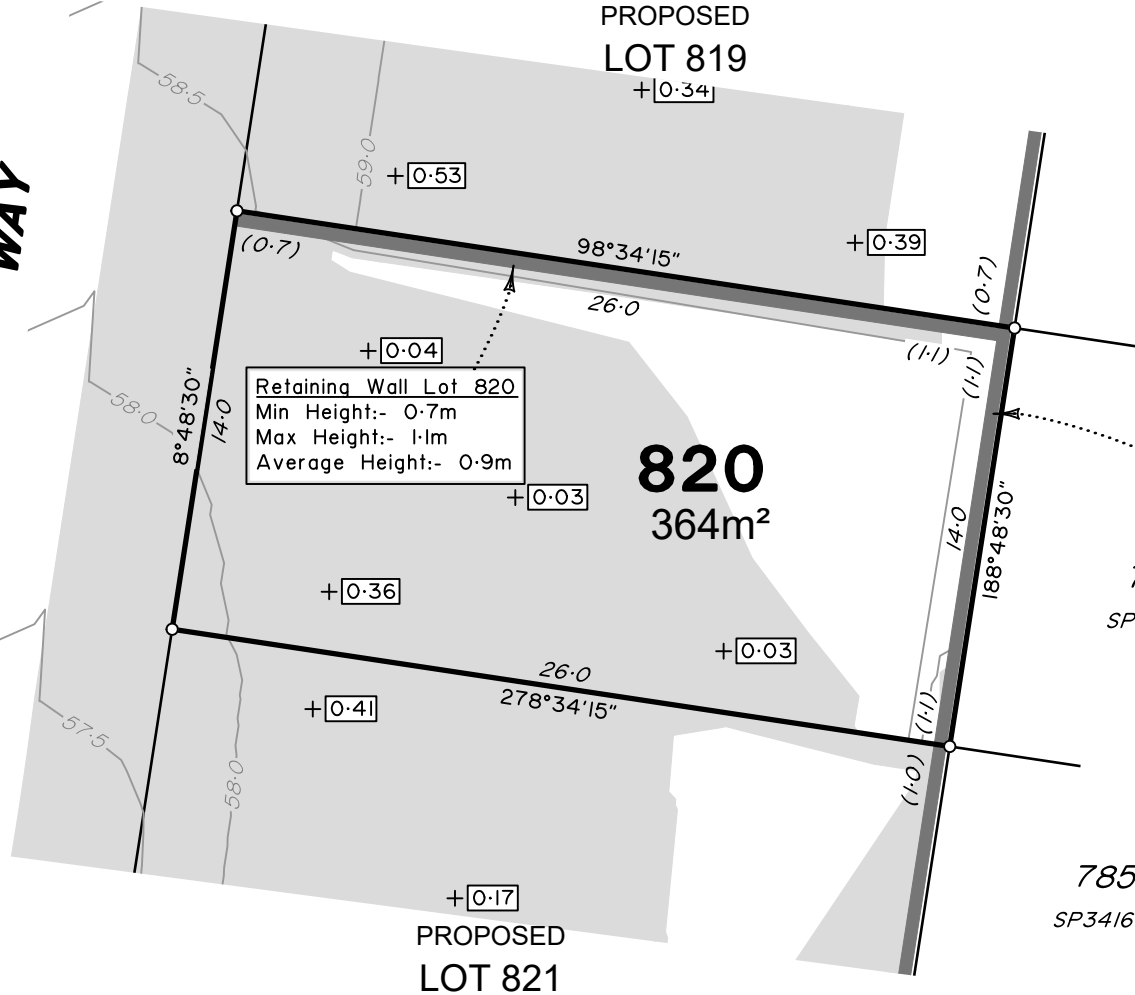 PROPOSED
LOT 819
0·34
58·5
59·0
0·53
WAY
(0·7)
98°34'15"
0·39
(0·7)
26·0
0·04
(1·1)
(1·1)
Retaining Wall Lot 820
Min Height:- 0·7m
Max Height:- 1·1m
Average Height:- 0·9m
58·0
8°48'30"
14·0
820
364m²
0·03
14·0
188°48'30"
0·36
0·03
SP
26·0
278°34'15"
0·41
(1·1)
57·5
58·0
(1·0)
785
SP3416
0·17
PROPOSED
LOT 821